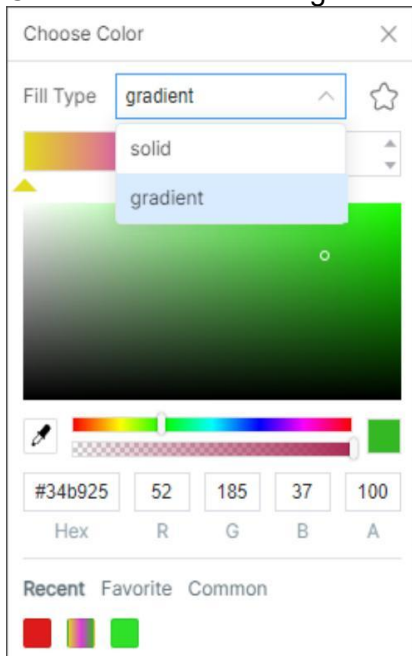 Choose Color
Fill Type gradient
solid
gradient
#34b925 52 185 37 100
Hex R G B A
Recent Favorite Common